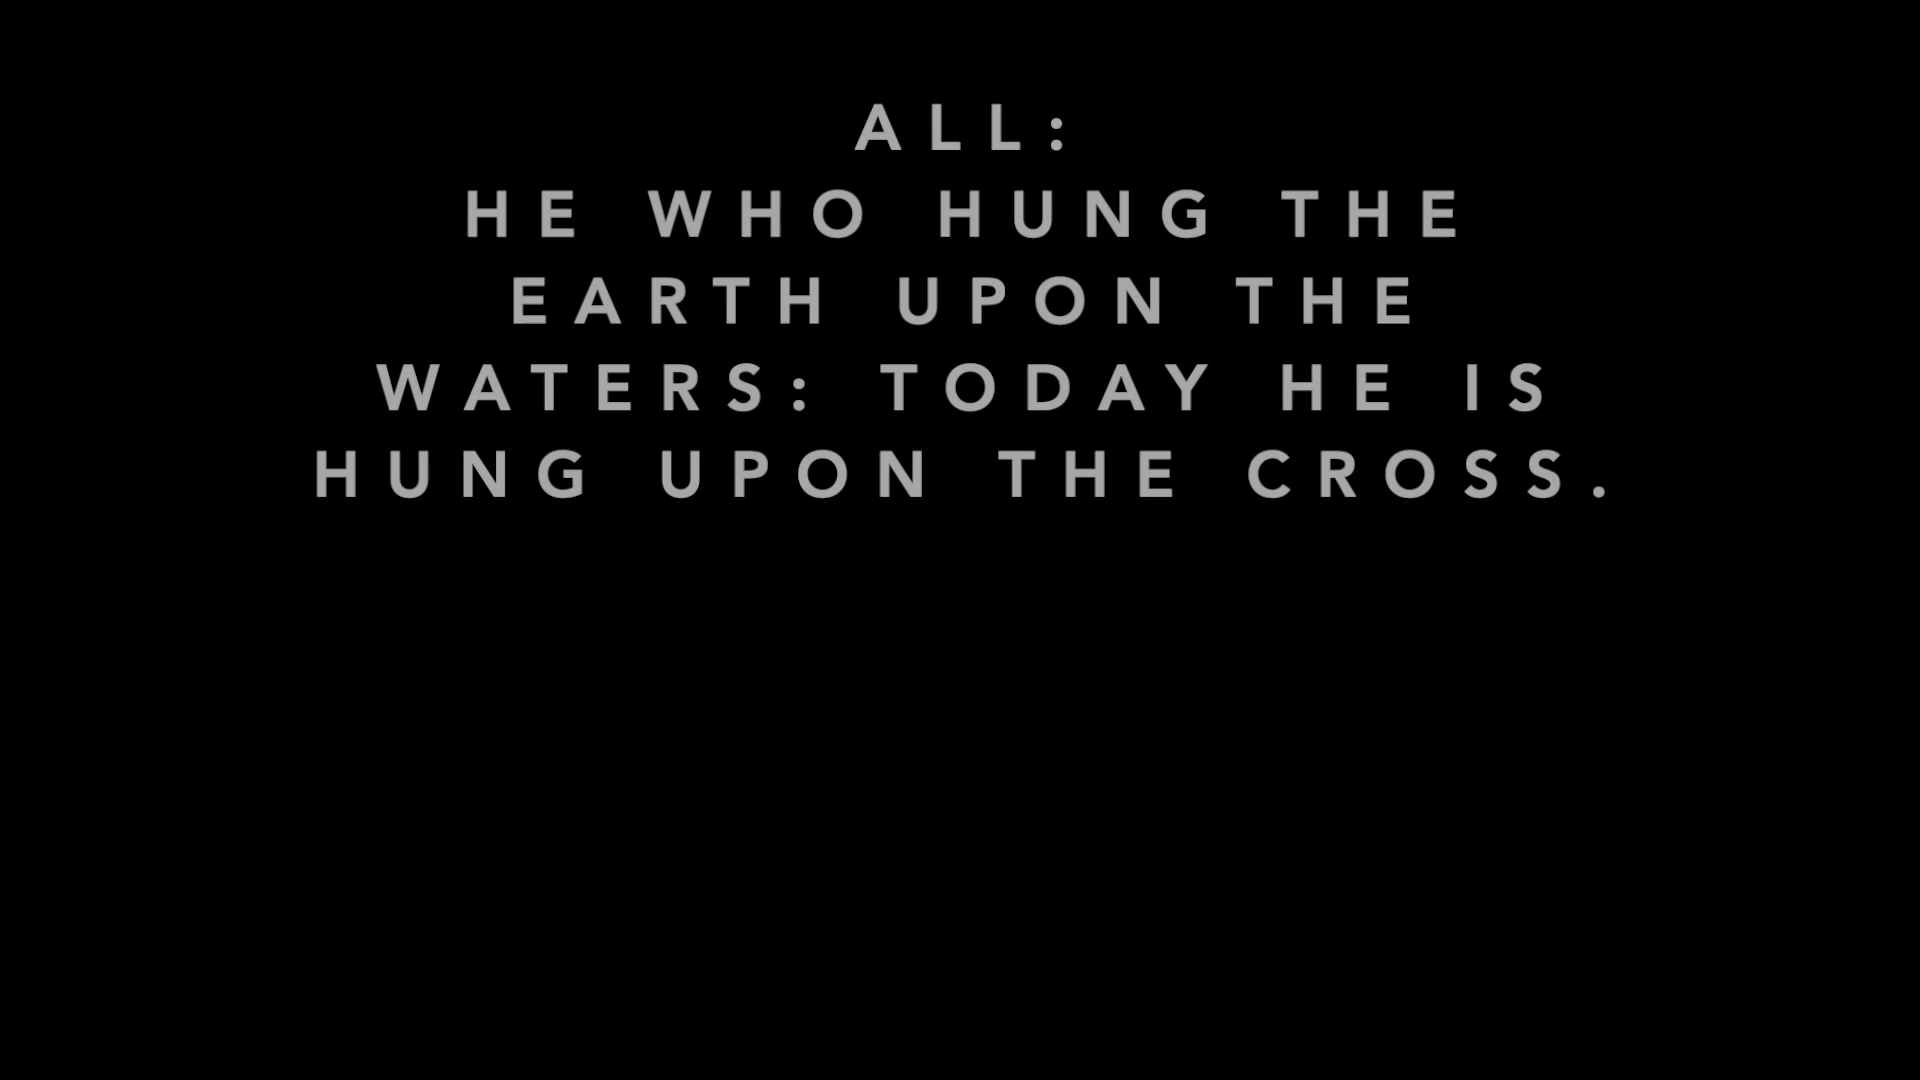 ALL:
HE WHO HUNG THE
EARTH UPON THE
WATERS: TODAY HE IS
HUNG UPON THE CROSS.